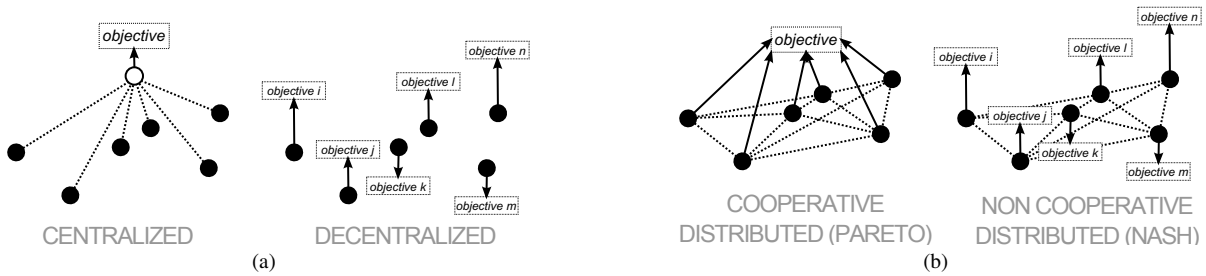 objective
CENTRALIZED
objective i
objective j
objective k
objective l
objective n
objective m
DECENTRALIZED
(a)
objective
COOPERATIVE
DISTRIBUTED (PARETO)
objective i
objective j
objective k
objective l
objective n
objective m
NON COOPERATIVE
DISTRIBUTED (NASH)
(b)